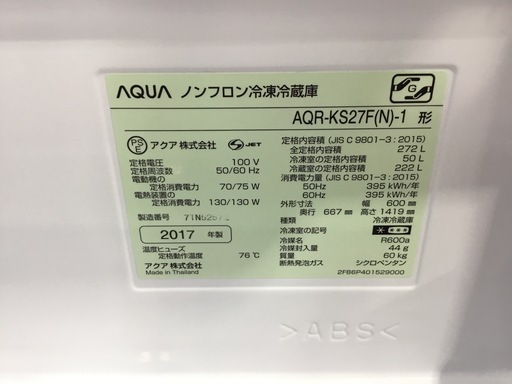 AQUA ノンフロン冷凍冷蔵庫
G
AQR-KS27F(N)-1 形
PS E アクア株式会社 S JET
定格電圧 100 V
定格周波数 50/60 Hz
電動機の
定格消費電力 70/75 W
電熱装置の
定格消費電力 130/130 W
製造番号
2017 年製
温度ヒューズ
定格動作温度 76 ℃
アクア株式会社
Made in Thailand
定格内容積 (JIS C 9801-3 : 2015)
全定格内容積 272 L
冷凍室の定格内容積 50 L
冷蔵室の定格内容積 222 L
消費電力量 (JIS C 9801-3 : 2015)
50Hz 395 kWh/年
60Hz 395 kWh/年
外形寸法 幅 600 mm
奥行 667 mm 高さ 1419 mm
種類 冷凍冷蔵庫
冷凍室の記号
冷媒名 R600a
冷媒封入量 44 g
質量 60 kg
断熱発泡ガス シクロペンタン
2FB6P401529000
>ABS<